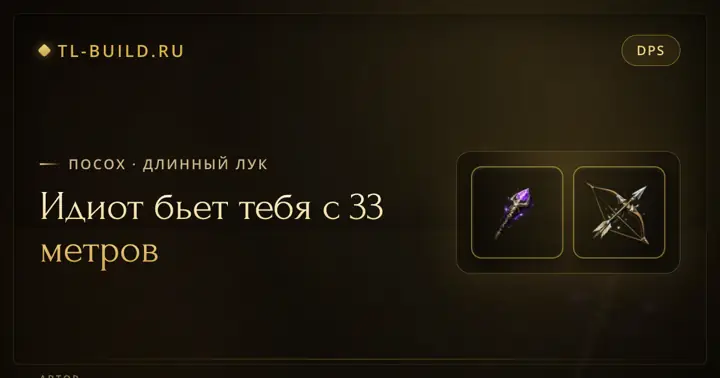 TL-BUILD.RU
DPS
ПОСОХ · ДЛИННЫЙ ЛУК
Идиот бьет тебя с 33
метров